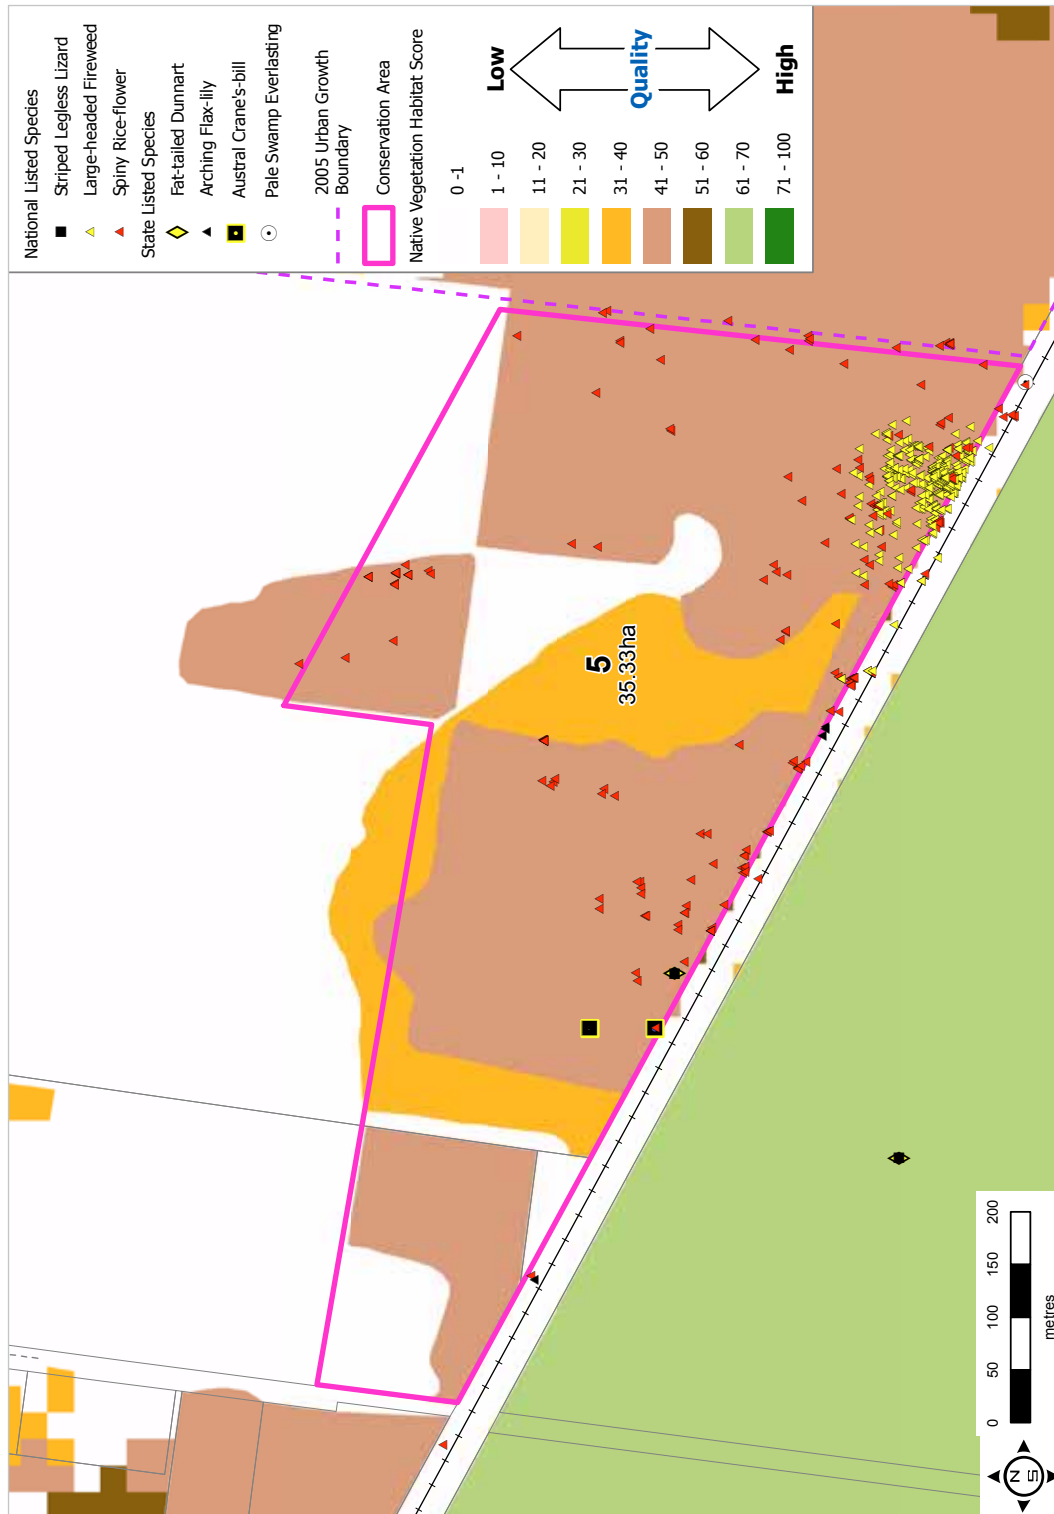 National Listed Species
Striped Legless Lizard
Large-headed Fireweed
Spiny Rice-flower
State Listed Species
Fat-tailed Dunnart
Arching Flax-lily
Austral Crane's-bill
Pale Swamp Everlasting
2005 Urban Growth
Boundary
Conservation Area
Native Vegetation Habitat Score
0 -1
1 - 10
11 - 20
21 - 30
31 - 40
41 - 50
51 - 60
61 - 70
71 - 100
Low
Quality
High
5
35.33ha
0 50 100 150 200
metres
N
S